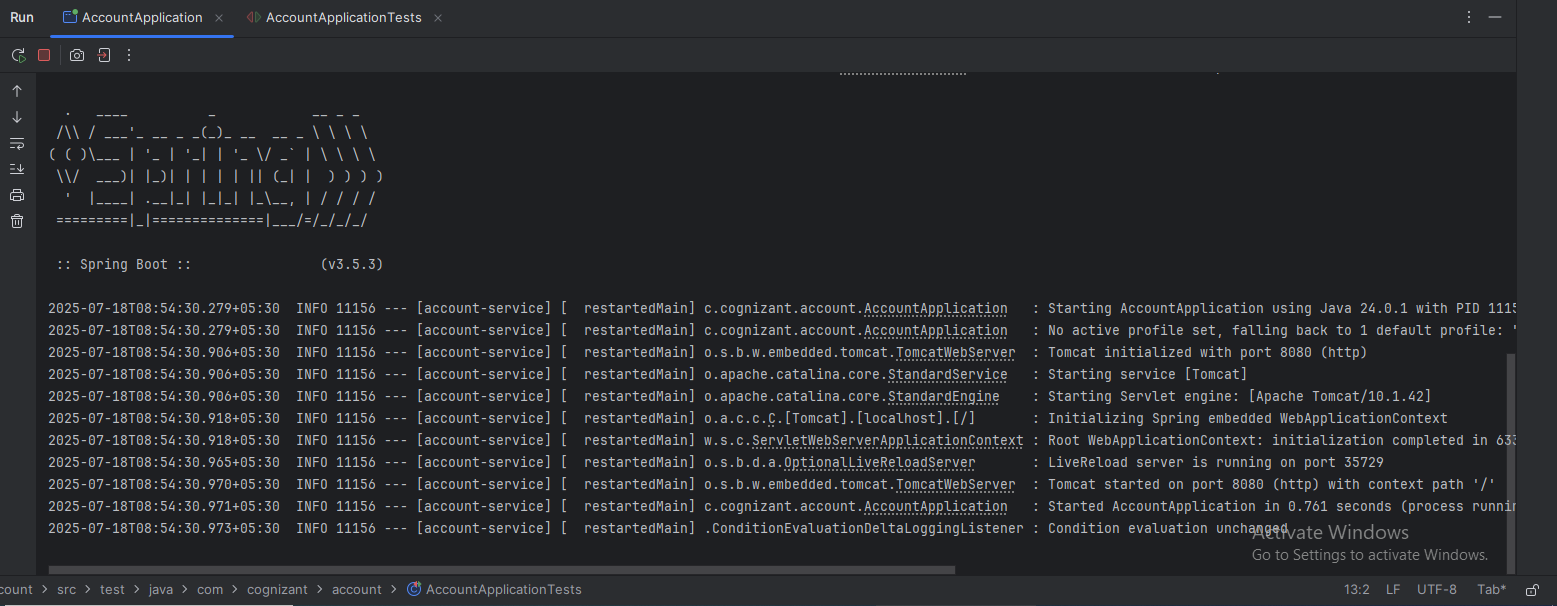 Run AccountApplication AccountApplicationTests
  .   ____          _            __ _ _
 /\\ / ___'_ __ _ _(_)_ __  __ _ \ \ \ \
( ( )\___ | '_ | '_| | '_ \/ _` | \ \ \ \
 \\/  ___)| |_)| | | | | || (_| |  ) ) ) )
  '  |____| .__|_| |_|_| |_\__, | / / / /
 =========|_|==============|___/=/_/_/_/
:: Spring Boot :: (v3.5.3)
2025-07-18T08:54:30.279+05:30 INFO 11156 --- [account-service] [ restartedMain] c.cognizant.account.AccountApplication : Starting AccountApplication using Java 24.0.1 with PID 1115
2025-07-18T08:54:30.279+05:30 INFO 11156 --- [account-service] [ restartedMain] c.cognizant.account.AccountApplication : No active profile set, falling back to 1 default profile: "
2025-07-18T08:54:30.906+05:30 INFO 11156 --- [account-service] [ restartedMain] o.s.b.w.embedded.tomcat.TomcatWebServer : Tomcat initialized with port 8080 (http)
2025-07-18T08:54:30.906+05:30 INFO 11156 --- [account-service] [ restartedMain] o.apache.catalina.core.StandardService : Starting service [Tomcat]
2025-07-18T08:54:30.906+05:30 INFO 11156 --- [account-service] [ restartedMain] o.apache.catalina.core.StandardEngine : Starting Servlet engine: [Apache Tomcat/10.1.42]
2025-07-18T08:54:30.918+05:30 INFO 11156 --- [account-service] [ restartedMain] o.a.c.c.C.[Tomcat].[localhost].[/] : Initializing Spring embedded WebApplicationContext
2025-07-18T08:54:30.918+05:30 INFO 11156 --- [account-service] [ restartedMain] w.s.c.ServletWebServerApplicationContext : Root WebApplicationContext: initialization completed in 633
2025-07-18T08:54:30.965+05:30 INFO 11156 --- [account-service] [ restartedMain] o.s.b.d.a.OptionalLiveReloadServer : LiveReload server is running on port 35729
2025-07-18T08:54:30.970+05:30 INFO 11156 --- [account-service] [ restartedMain] o.s.b.w.embedded.tomcat.TomcatWebServer : Tomcat started on port 8080 (http) with context path '/'
2025-07-18T08:54:30.971+05:30 INFO 11156 --- [account-service] [ restartedMain] c.cognizant.account.AccountApplication : Started AccountApplication in 0.761 seconds (process runnin
2025-07-18T08:54:30.973+05:30 INFO 11156 --- [account-service] [ restartedMain] .ConditionEvaluationDeltaLoggingListener : Condition evaluation unchanged
Activate Windows
Go to Settings to activate Windows.
count > src > test > java > com > cognizant > account > AccountApplicationTests 13:2 LF UTF-8 Tab*